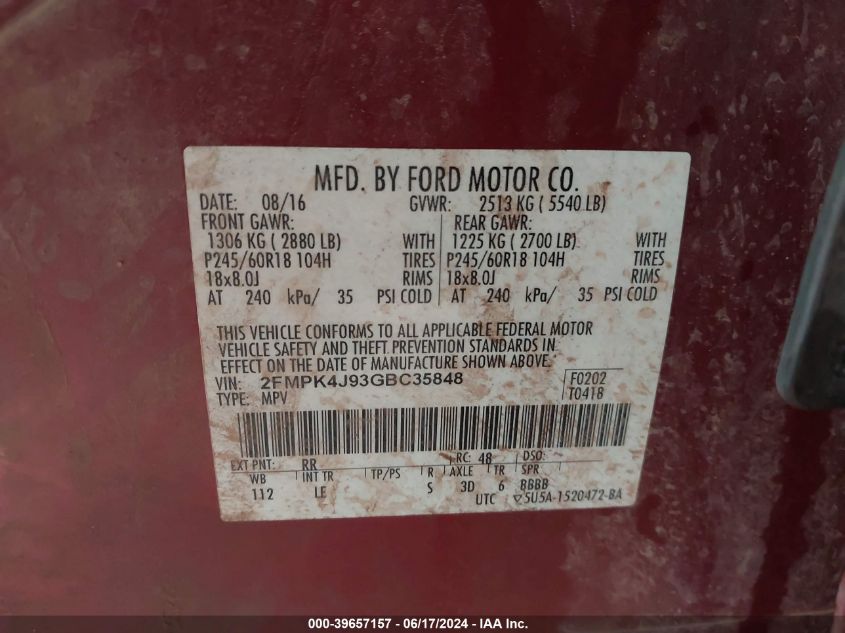 MFD. BY FORD MOTOR CO.
DATE: 08/16 GVWR: 2513 KG ( 5540 LB)
FRONT GAWR: REAR GAWR:
1306 KG ( 2880 LB) WITH 1225 KG ( 2700 LB) WITH
P245/60R18 104H TIRES P245/60R18 104H TIRES
18x8.0J RIMS 18x8.0J RIMS
AT 240 kPa/ 35 PSI COLD AT 240 kPa/ 35 PSI COLD
THIS VEHICLE CONFORMS TO ALL APPLICABLE FEDERAL MOTOR
VEHICLE SAFETY AND THEFT PREVENTION STANDARDS IN
EFFECT ON THE DATE OF MANUFACTURE SHOWN ABOVE.
VIN: 2FMPK4J93GBC35848 F0202
TYPE: MPV T0418
EXT PNT: RR RC: 48 DSO:
WB INT TR TP/PS R AXLE TR SPR
112 LE S 3D 6 8BBB
UTC ▽5U5A-1520472-BA
000-39657157 - 06/17/2024 - IAA Inc.